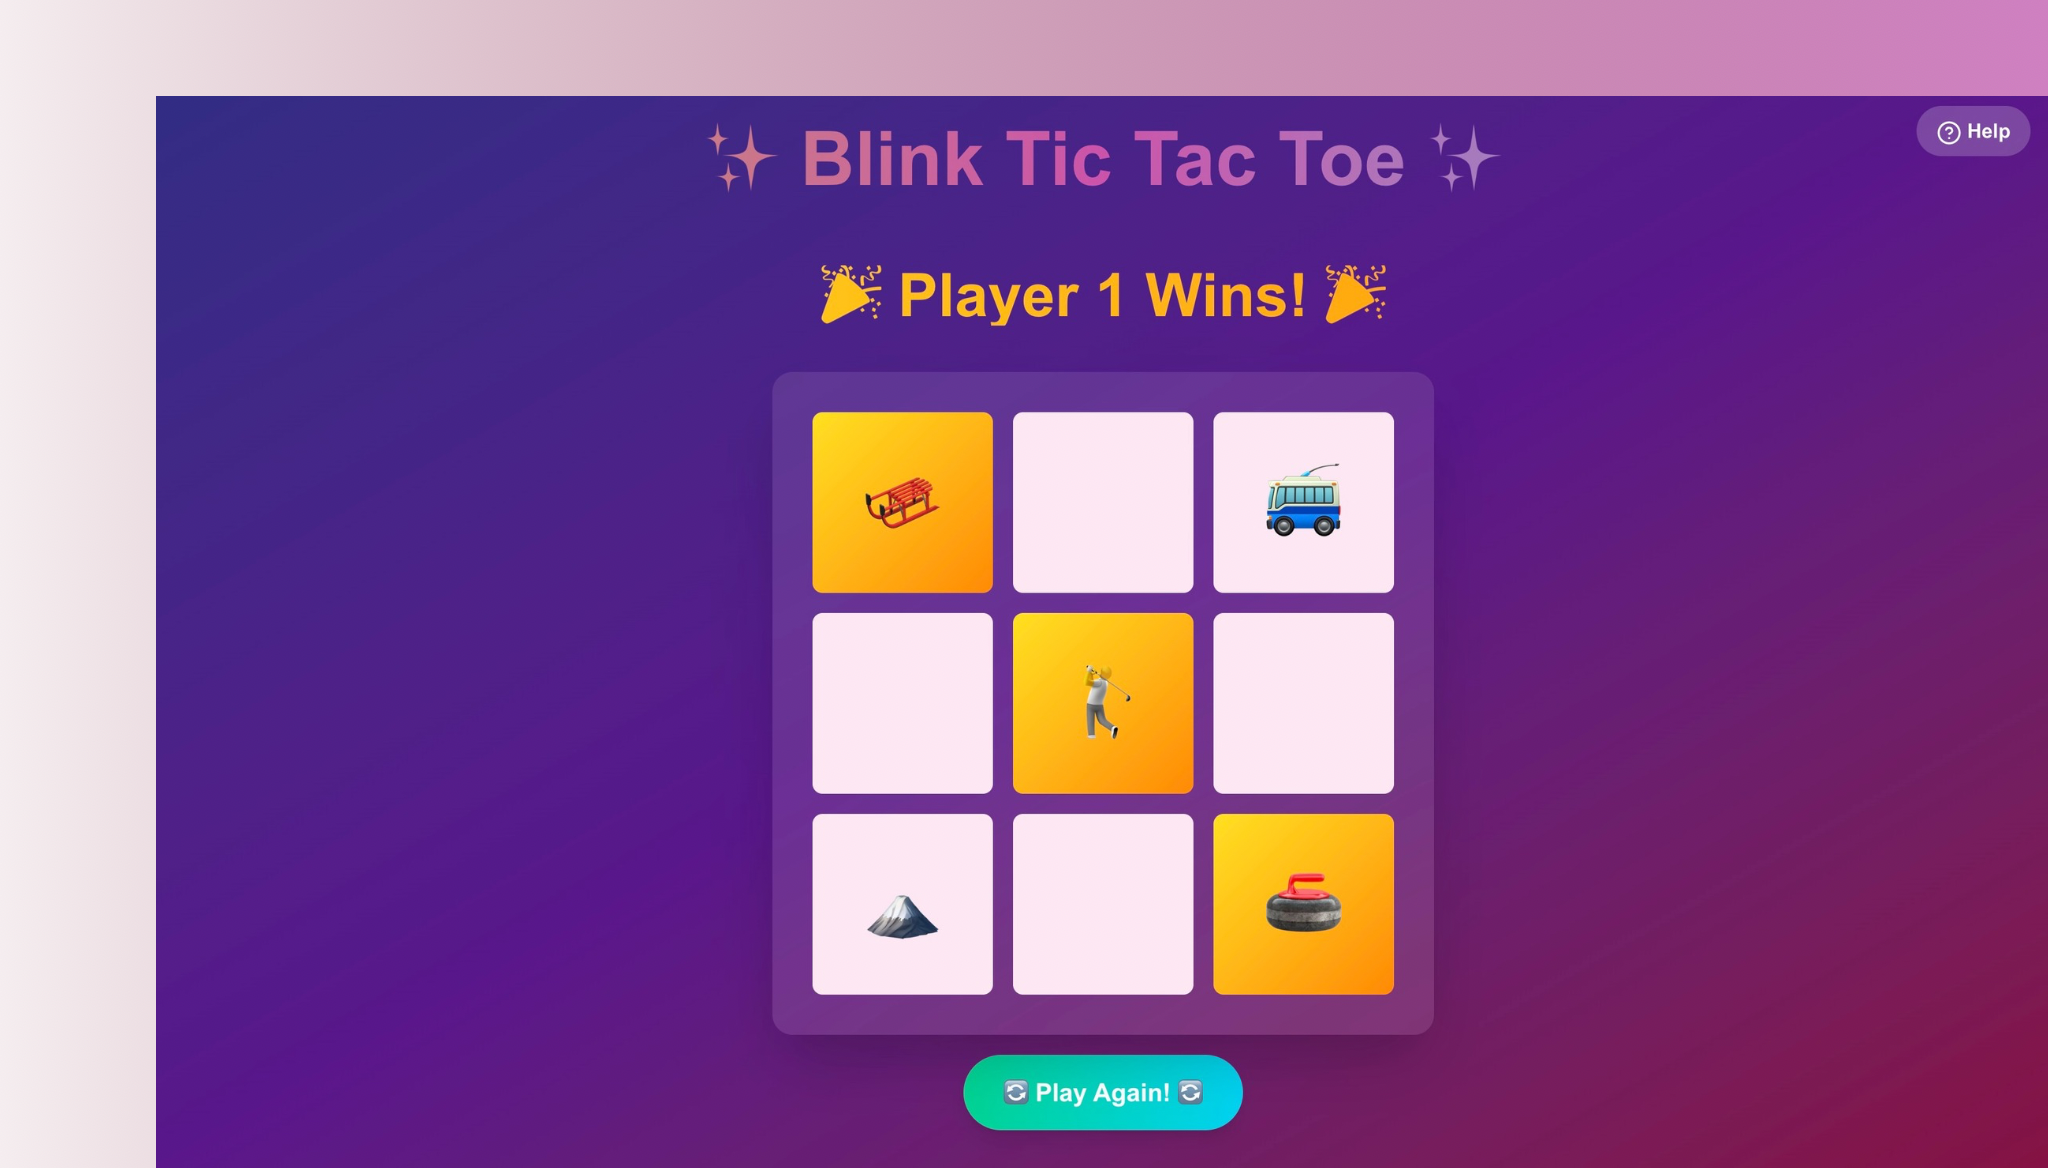 ✨ Blink Tic Tac Toe ✨
Help
🎉 Player 1 Wins! 🎉
🔄 Play Again! 🔄